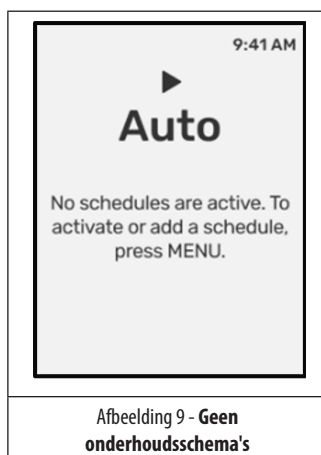 9:41 AM
Auto
No schedules are active. To
activate or add a schedule,
press MENU.
Afbeelding 9 - Geen
onderhoudsschema's